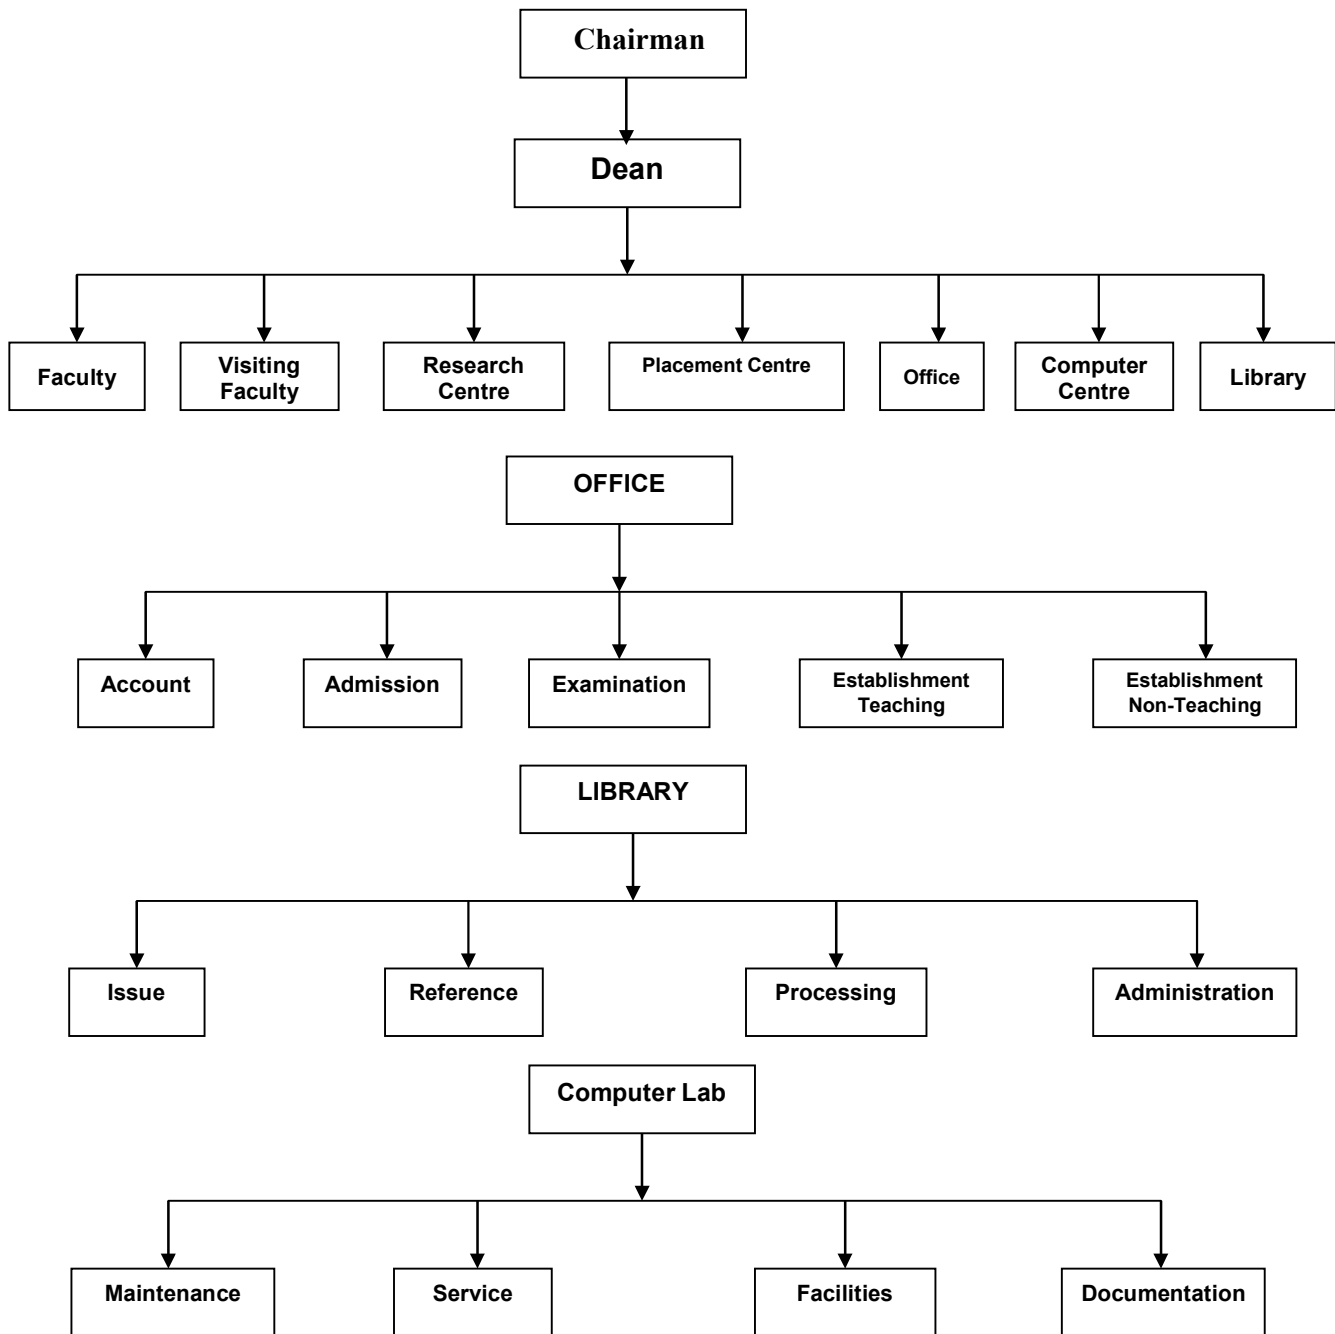 Chairman
Dean
Faculty
Visiting
Faculty
Research
Centre
Placement Centre
Office
Computer
Centre
Library
OFFICE
Account
Admission
Examination
Establishment
Teaching
Establishment
Non-Teaching
LIBRARY
Issue
Reference
Processing
Administration
Computer Lab
Maintenance
Service
Facilities
Documentation